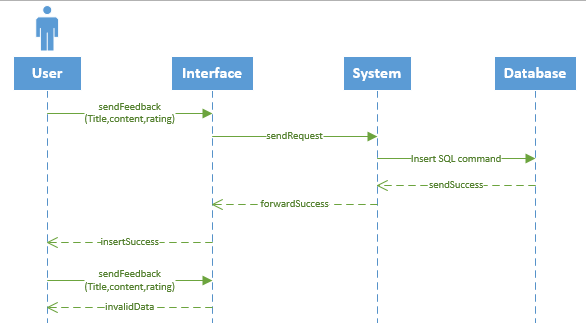 User
Interface
System
Database
sendFeedback
(Title,content,rating)
sendRequest
Insert SQL command
sendSuccess
forwardSuccess
insertSuccess
sendFeedback
(Title,content,rating)
invalidData